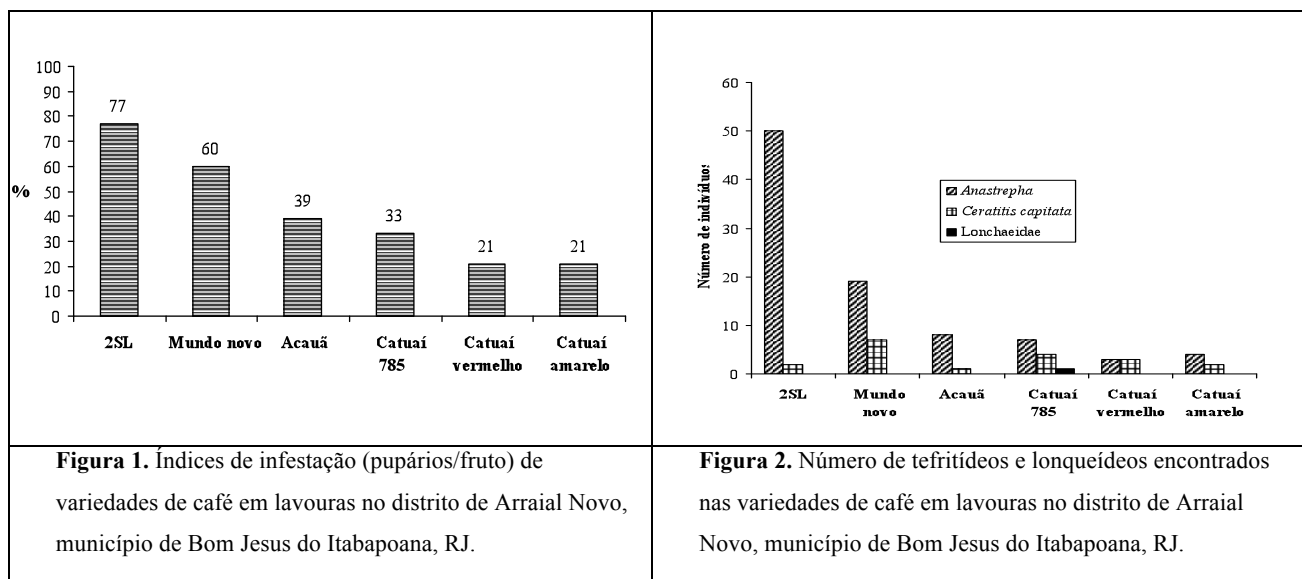 100
90
80
70
60
50
40
30
20
10
0
%
77
60
39
33
21
21
2SL
Mundo novo
Acauã
Catuaí
785
Catuaí
vermelho
Catuaí
amarelo
60
50
40
30
20
10
0
Número de indivíduos
Anastrepha
Ceratitis capitata
Lonchaeidae
2SL
Mundo
novo
Acauã
Catuaí
785
Catuaí
vermelho
Catuaí
amarelo
Figura 1. Índices de infestação (pupários/fruto) de
variedades de café em lavouras no distrito de Arraial Novo,
município de Bom Jesus do Itabapoana, RJ.
Figura 2. Número de tefritídeos e lonqueídeos encontrados
nas variedades de café em lavouras no distrito de Arraial
Novo, município de Bom Jesus do Itabapoana, RJ.